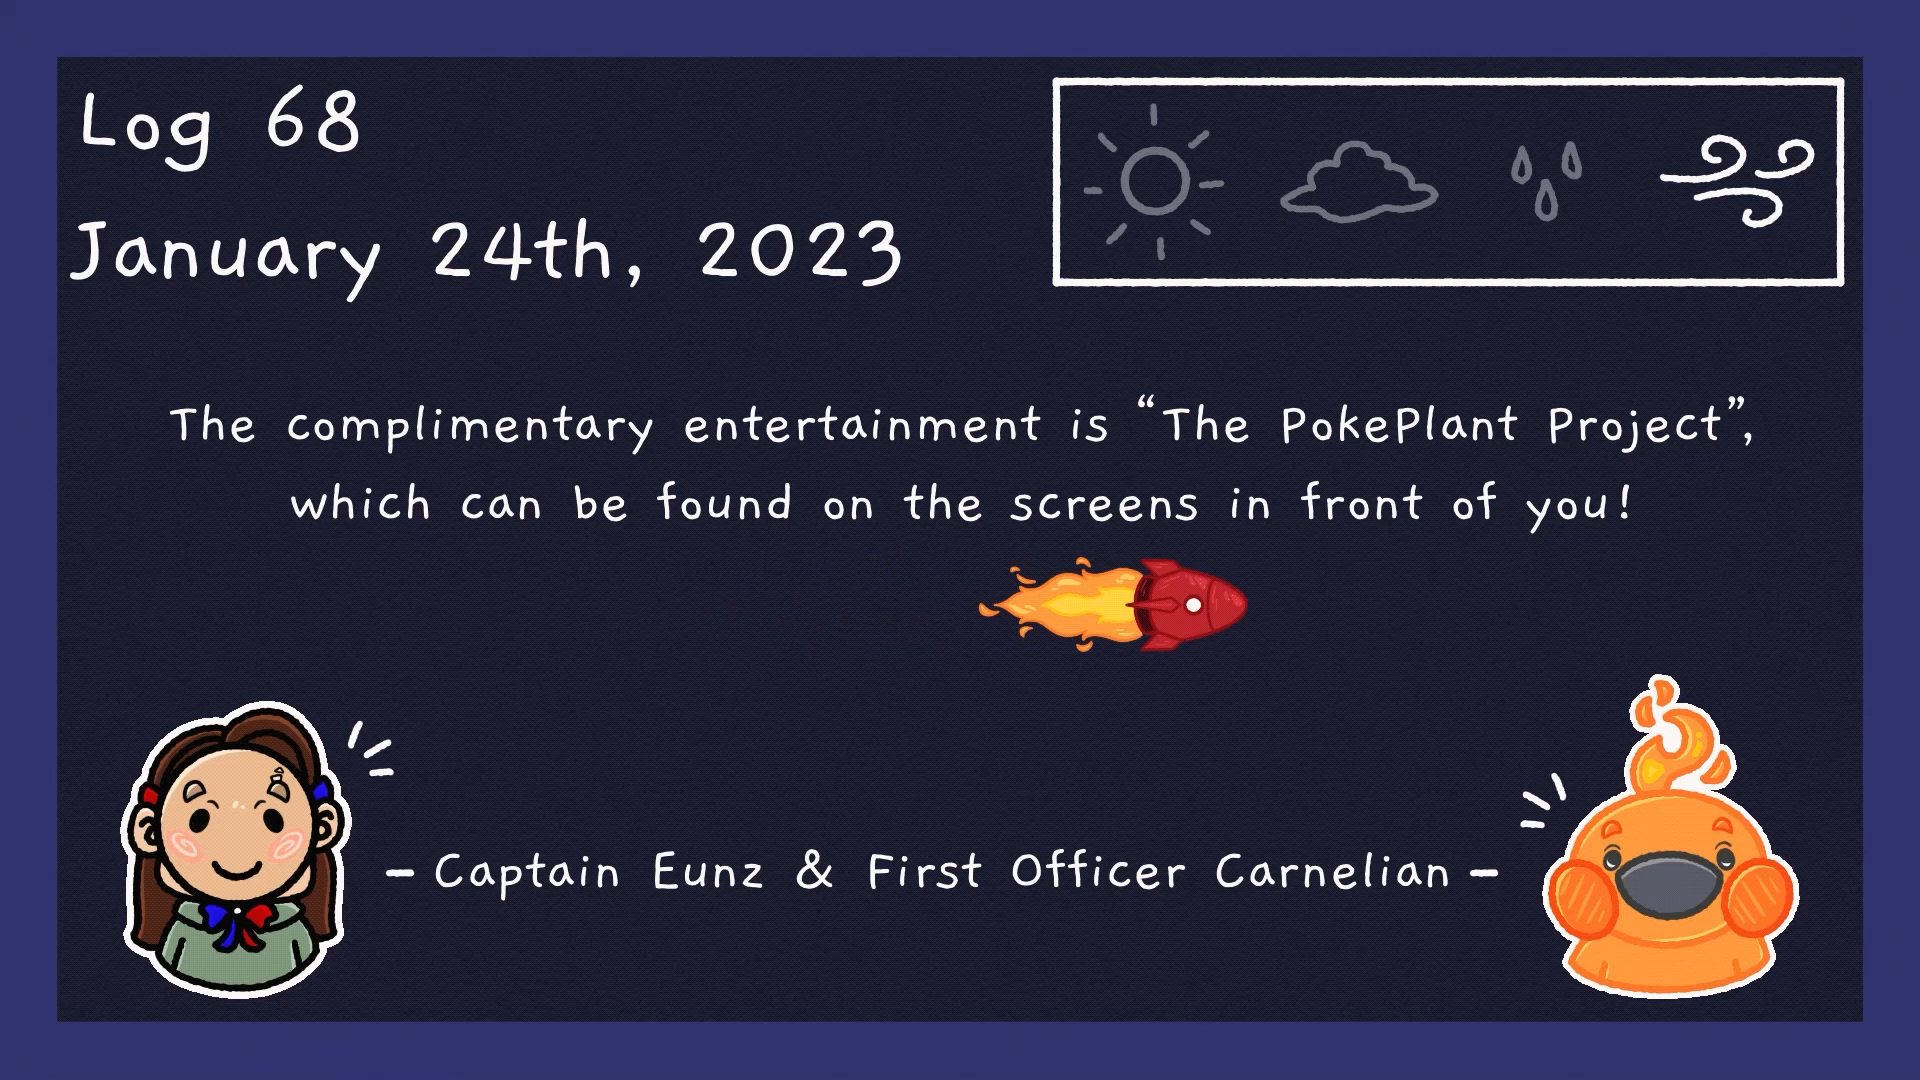 Log 68
January 24th, 2023
The complimentary entertainment is “The PokePlant Project”,
which can be found on the screens in front of you!
- Captain Eunz & First Officer Carnelian -